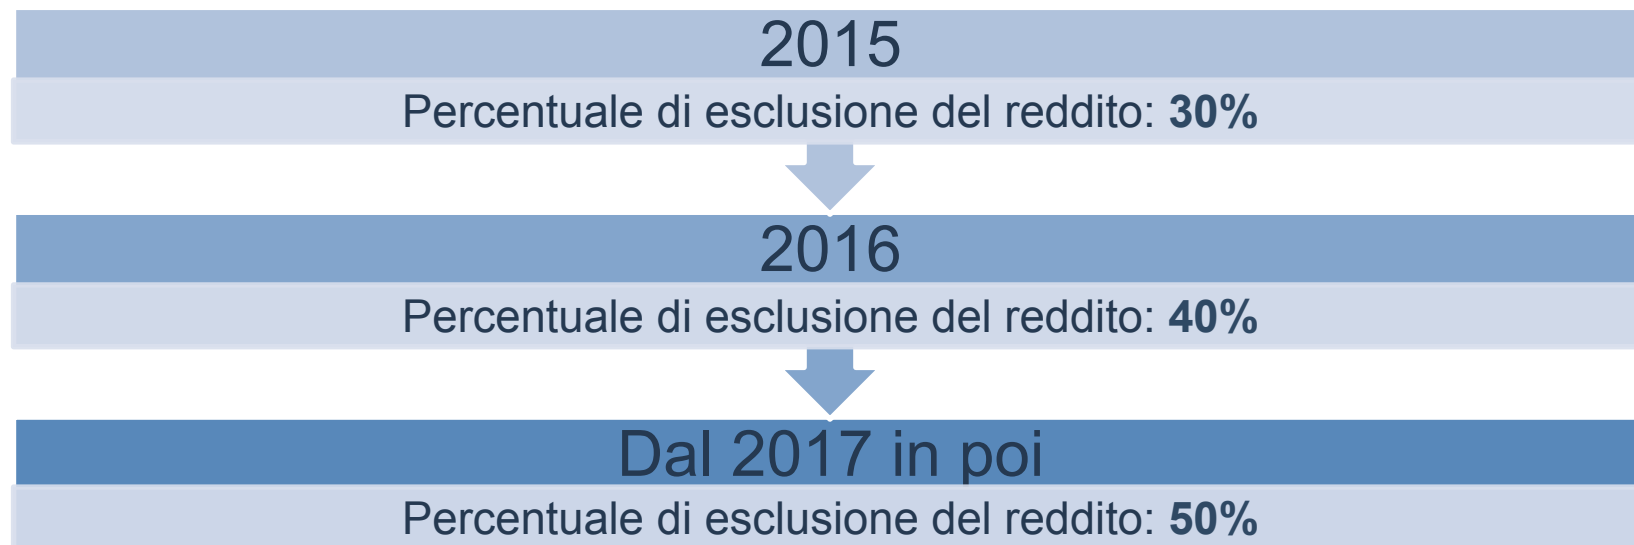 2015
Percentuale di esclusione del reddito: 30%
2016
Percentuale di esclusione del reddito: 40%
Dal 2017 in poi
Percentuale di esclusione del reddito: 50%